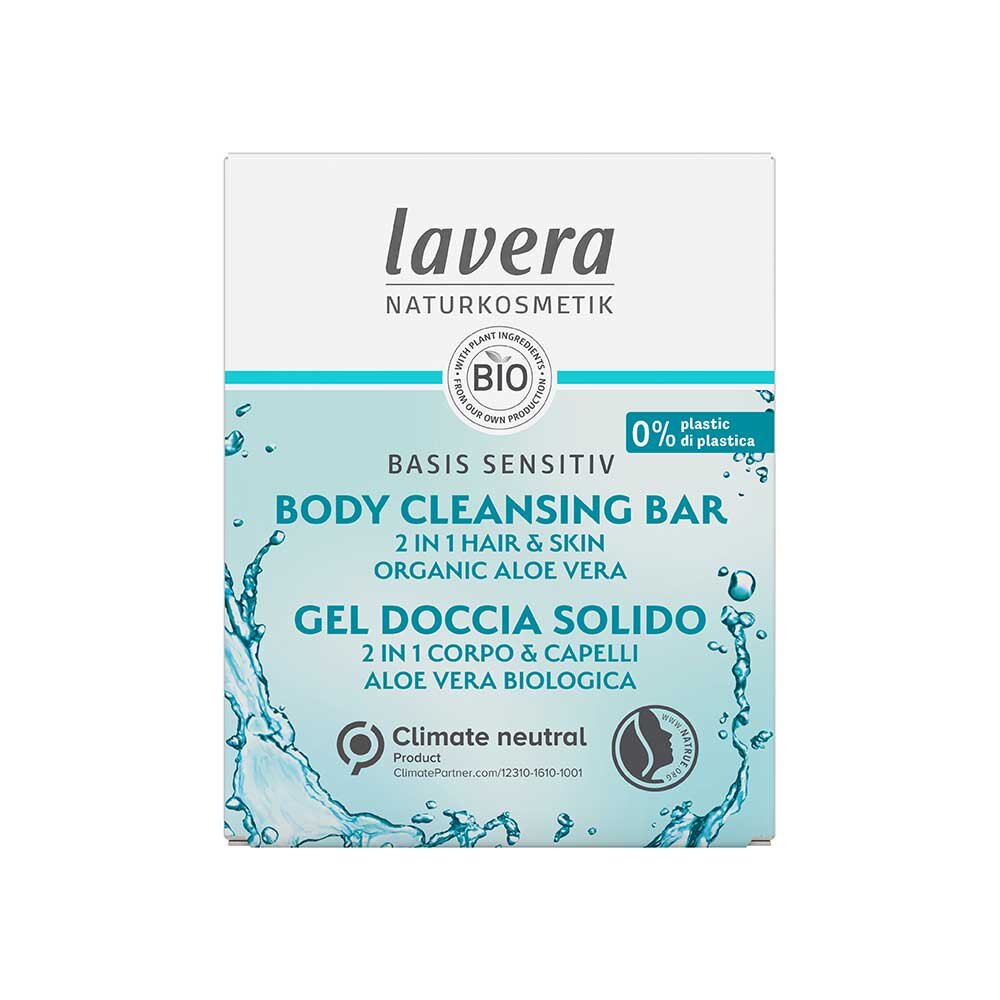 lavera
NATURKOSMETIK
• WITH PLANT INGREDIENTS •
FROM OUR OWN PRODUCTION
BIO
0% plastic
di plastica
BASIS SENSITIV
BODY CLEANSING BAR
2 IN 1 HAIR & SKIN
ORGANIC ALOE VERA
GEL DOCCIA SOLIDO
2 IN 1 CORPO & CAPELLI
ALOE VERA BIOLOGICA
Climate neutral
Product
ClimatePartner.com/12310-1610-1001
WWW.NATRUE.ORG